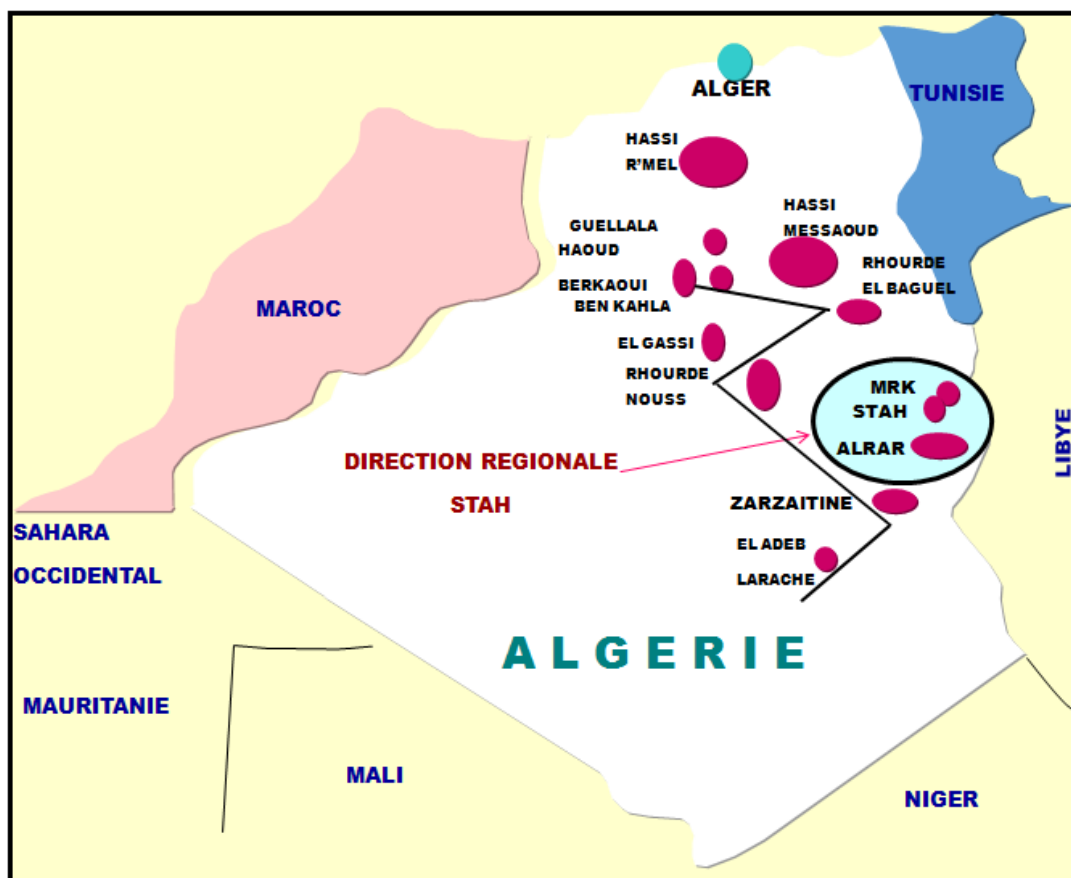 ALGER
TUNISIE
HASSI
R'MEL
HASSI
MESSAOUD
GUELLALA
HAOUD
BERKAOUI
BEN KAHLA
RHOURDE
EL BAGUEL
MAROC
EL GASSI
RHOURDE
NOUSS
MRK
STAH
ALRAR
LIBYE
DIRECTION REGIONALE
STAH
ZARZAITINE
SAHARA
OCCIDENTAL
EL ADEB
LARACHE
ALGERIE
MAURITANIE
MALI
NIGER